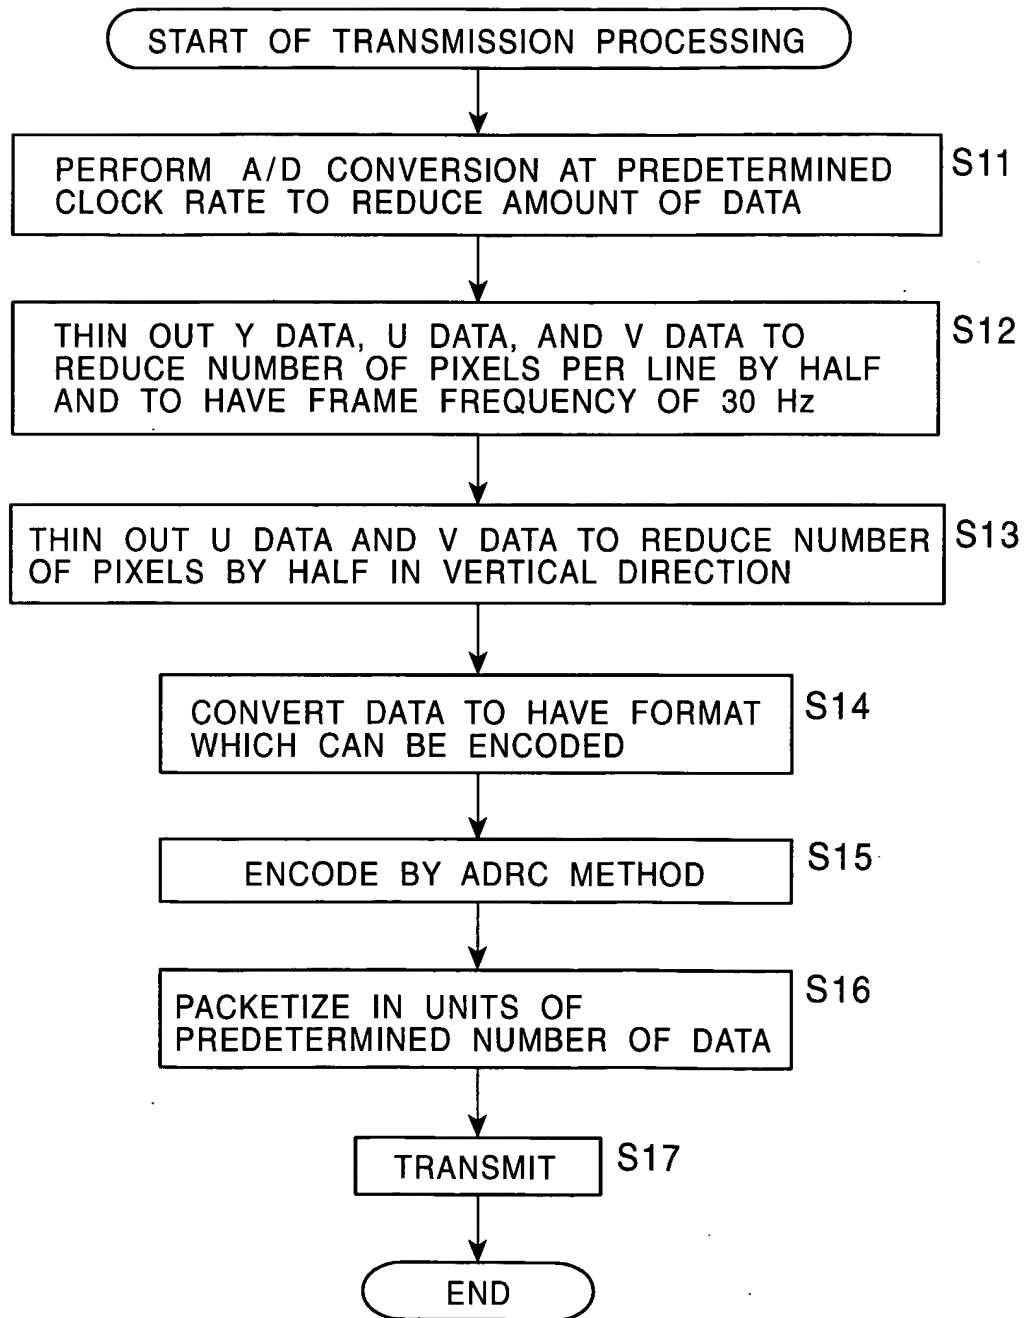 START OF TRANSMISSION PROCESSING
PERFORM A/D CONVERSION AT PREDETERMINED
CLOCK RATE TO REDUCE AMOUNT OF DATA
S11
THIN OUT Y DATA, U DATA, AND V DATA TO
REDUCE NUMBER OF PIXELS PER LINE BY HALF
AND TO HAVE FRAME FREQUENCY OF 30 Hz
S12
THIN OUT U DATA AND V DATA TO REDUCE NUMBER
OF PIXELS BY HALF IN VERTICAL DIRECTION
S13
CONVERT DATA TO HAVE FORMAT
WHICH CAN BE ENCODED
S14
ENCODE BY ADRC METHOD
S15
PACKETIZE IN UNITS OF
PREDETERMINED NUMBER OF DATA
S16
TRANSMIT
S17
END